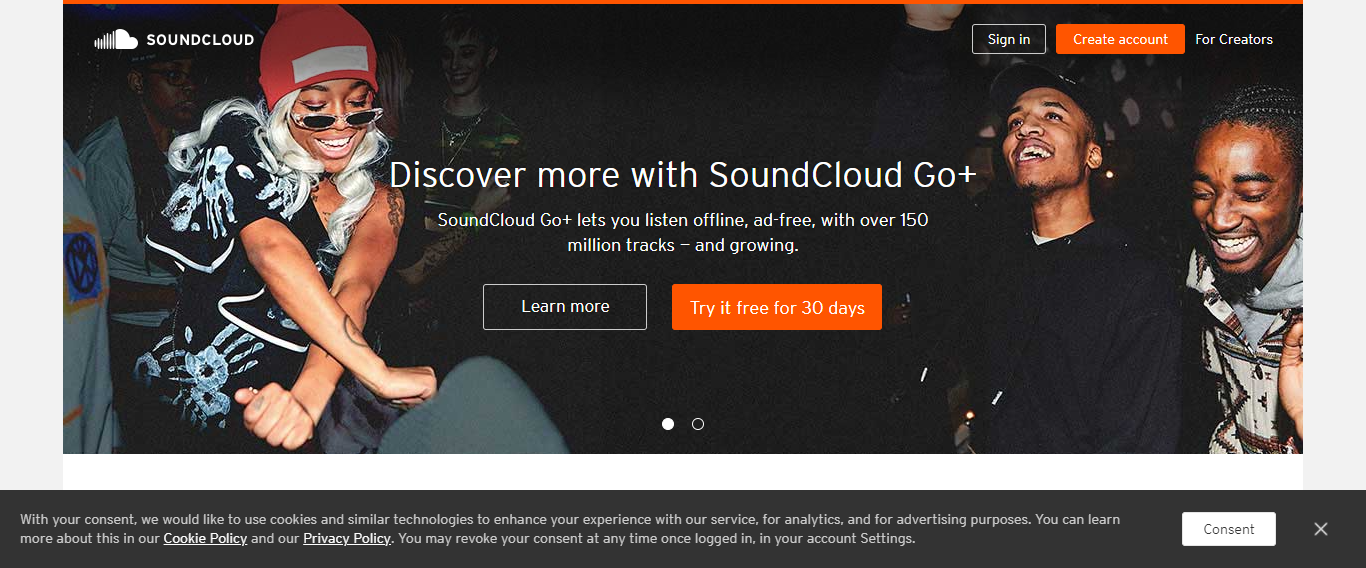 SOUNDCLOUD
Sign in
Create account
For Creators
Discover more with SoundCloud Go+
SoundCloud Go+ lets you listen offline, ad-free, with over 150
million tracks – and growing.
Learn more
Try it free for 30 days
With your consent, we would like to use cookies and similar technologies to enhance your experience with our service, for analytics, and for advertising purposes. You can learn
more about this in our Cookie Policy and our Privacy Policy. You may revoke your consent at any time once logged in, in your account Settings.
Consent